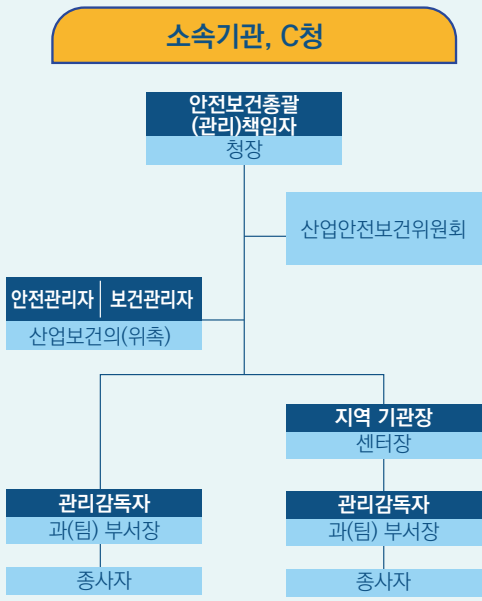 소속기관, C청
안전보건총괄
(관리)책임자
청장
산업안전보건위원회
안전관리자 보건관리자
산업보건의(위촉)
지역 기관장
센터장
관리감독자
과(팀) 부서장
종사자
관리감독자
과(팀) 부서장
종사자